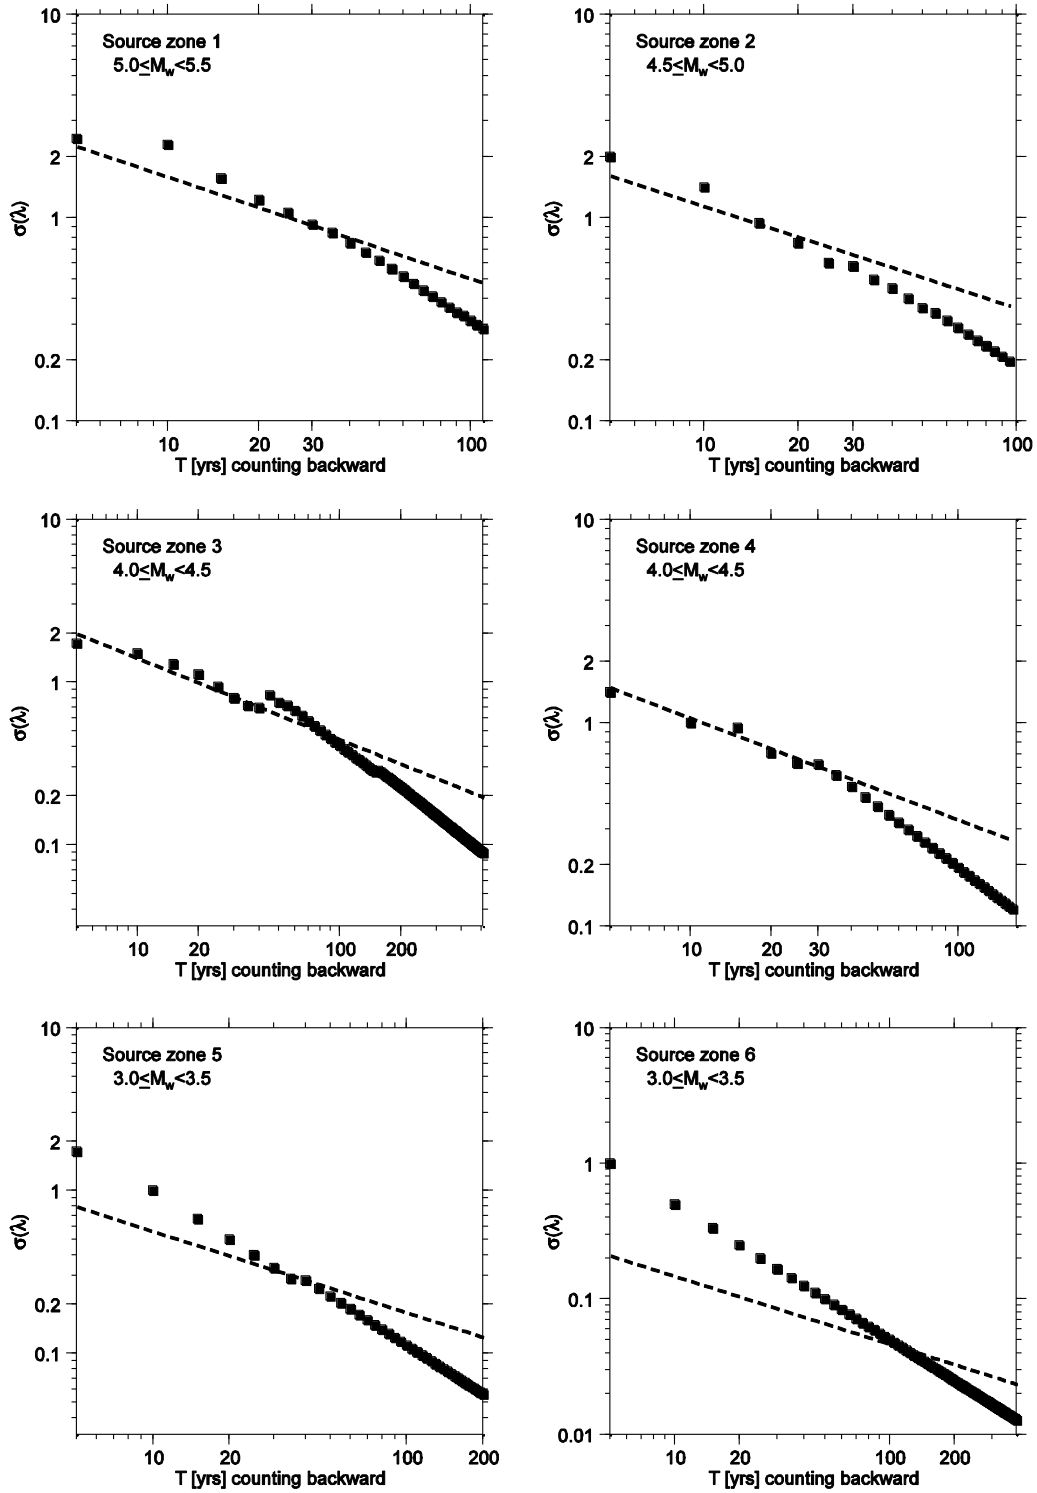 10
Source zone 1
5.0≤Mw<5.5
2
1
σ(λ)
0.2
0.1
10 20 30 100
T [yrs] counting backward
10
Source zone 2
4.5≤Mw<5.0
2
1
σ(λ)
0.2
0.1
10 20 30 100
T [yrs] counting backward
10
Source zone 3
4.0≤Mw<4.5
2
1
σ(λ)
0.2
0.1
10 20 100 200
T [yrs] counting backward
10
Source zone 4
4.0≤Mw<4.5
2
1
σ(λ)
0.2
0.1
10 20 30 100
T [yrs] counting backward
10
Source zone 5
3.0≤Mw<3.5
2
1
σ(λ)
0.2
0.1
10 20 100 200
T [yrs] counting backward
10
Source zone 6
3.0≤Mw<3.5
1
σ(λ)
0.1
0.01
10 20 100 200
T [yrs] counting backward